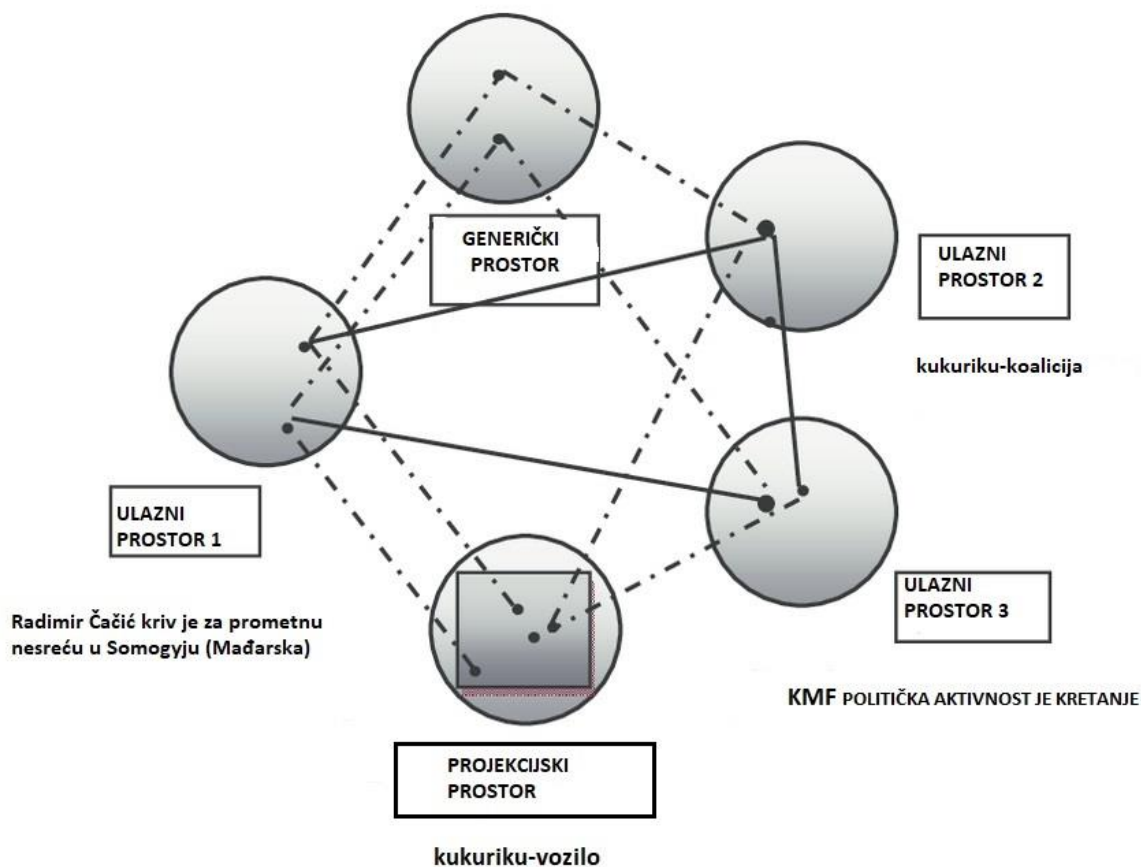 GENERIČKI
PROSTOR
ULAZNI
PROSTOR 2
kukuriku-koalicija
ULAZNI
PROSTOR 1
Radimir Čačić kriv je za prometnu
nesreću u Somogyju (Mađarska)
ULAZNI
PROSTOR 3
KMF POLITIČKA AKTIVNOST JE KRETANJE
PROJEKCIJSKI
PROSTOR
kukuriku-vozilo